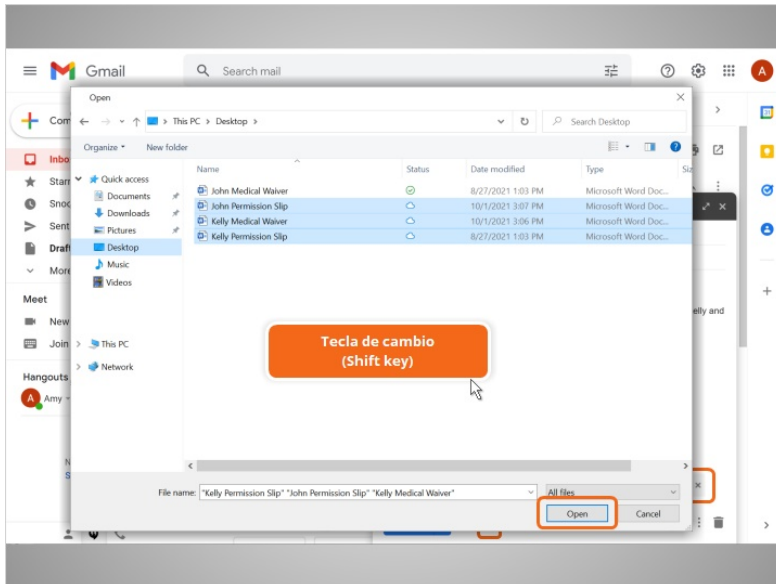 Gmail
Search mail
A
Open
Com
This PC > Desktop >
Search Desktop
Organize
New folder
Inbo
Name
Status
Date modified
Type
Quick access
Starr
Documents
John Medical Waiver
8/27/2021 1:03 PM
Microsoft Word Doc...
Snoo
Downloads
John Permission Slip
10/1/2021 3:07 PM
Microsoft Word Doc...
Sent
Pictures
Kelly Medical Waiver
10/1/2021 3:06 PM
Microsoft Word Doc...
Draft
Desktop
Kelly Permission Slip
8/27/2021 1:03 PM
Microsoft Word Doc...
More
Music
Videos
Meet
New
elly and
Join
This PC
Tecla de cambio
(Shift key)
Network
Hangouts
A
Amy
File name:
"Kelly Permission Slip" "John Permission Slip" "Kelly Medical Waiver"
All files
Open
Cancel